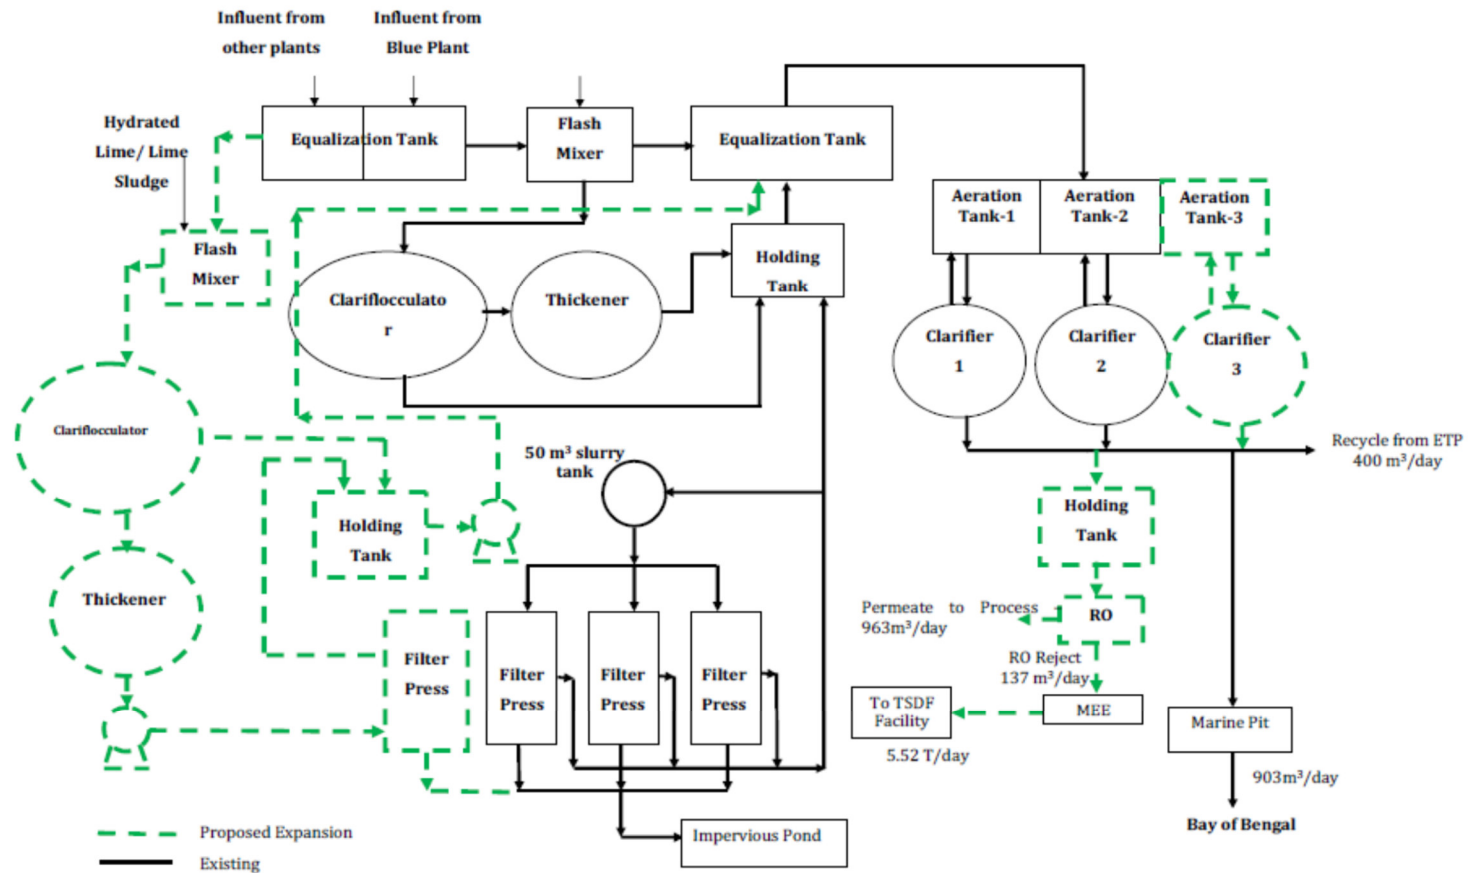 Influent from
other plants
Influent from
Blue Plant
Hydrated
Lime/ Lime
Sludge
Equalization Tank
Flash
Mixer
Equalization Tank
Aeration
Tank-1
Aeration
Tank-2
Aeration
Tank-3
Flash
Mixer
Holding
Tank
Clariflocculato
r
Thickener
Clarifier
1
Clarifier
2
Clarifier
3
Clariflocculator
50 m³ slurry
tank
Recycle from ETP
400 m³/day
Holding
Tank
Holding
Tank
Thickener
Permeate to Process
963m³/day
RO
Filter
Press
Filter
Press
Filter
Press
Filter
Press
RO Reject
137 m³/day
To TSDF
Facility
MEE
Marine Pit
5.52 T/day
903m³/day
Bay of Bengal
Impervious Pond
Proposed Expansion
Existing